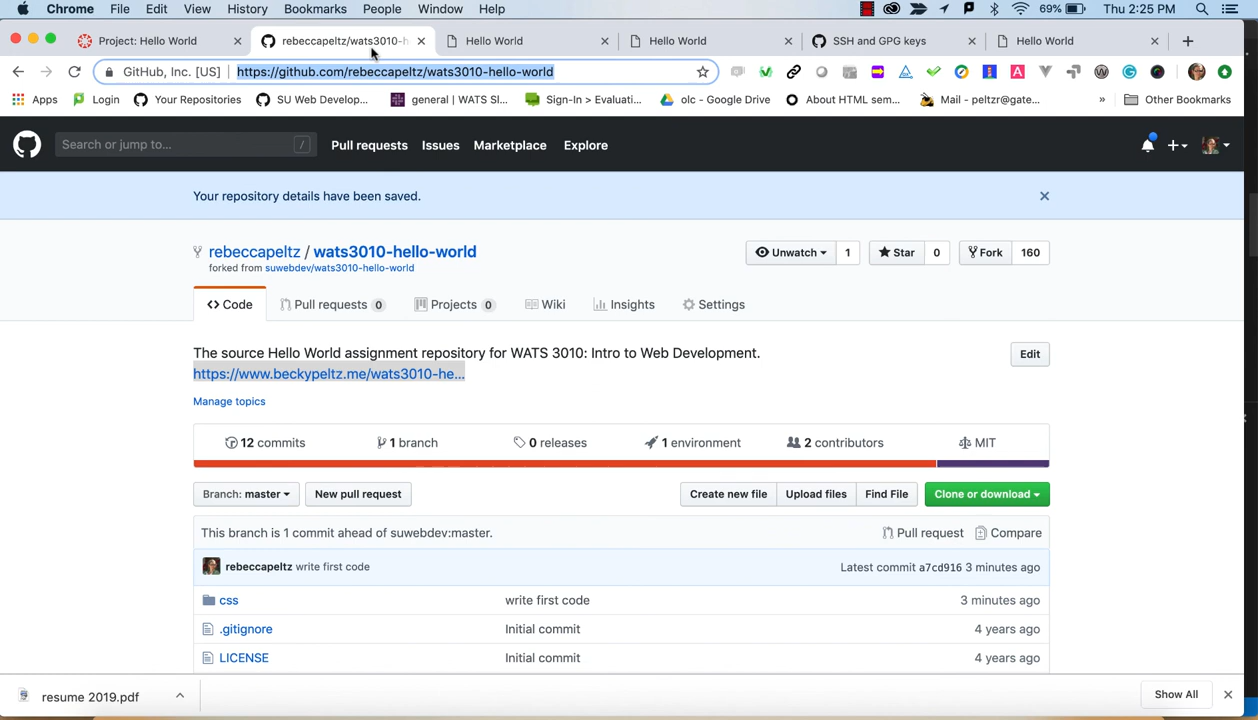 Chrome File Edit View History Bookmarks People Window Help 69% Thu 2:25 PM
Project: Hello World rebeccapeltz/wats3010-h Hello World Hello World SSH and GPG keys Hello World
GitHub, Inc. [US] https://github.com/rebeccapeltz/wats3010-hello-world
Apps Login Your Repositories SU Web Develop... general | WATS Sl... Sign-In > Evaluati... olc - Google Drive About HTML sem... Mail - peltzr@gate... » Other Bookmarks
Search or jump to... / Pull requests Issues Marketplace Explore
Your repository details have been saved.
rebeccapeltz / wats3010-hello-world Unwatch 1 Star 0 Fork 160
forked from suwebdev/wats3010-hello-world
Code Pull requests 0 Projects 0 Wiki Insights Settings
The source Hello World assignment repository for WATS 3010: Intro to Web Development. Edit
https://www.beckypeltz.me/wats3010-he...
Manage topics
12 commits 1 branch 0 releases 1 environment 2 contributors MIT
Branch: master New pull request Create new file Upload files Find File Clone or download
This branch is 1 commit ahead of suwebdev:master. Pull request Compare
rebeccapeltz write first code Latest commit a7cd916 3 minutes ago
css write first code 3 minutes ago
.gitignore Initial commit 4 years ago
LICENSE Initial commit 4 years ago
resume 2019.pdf Show All